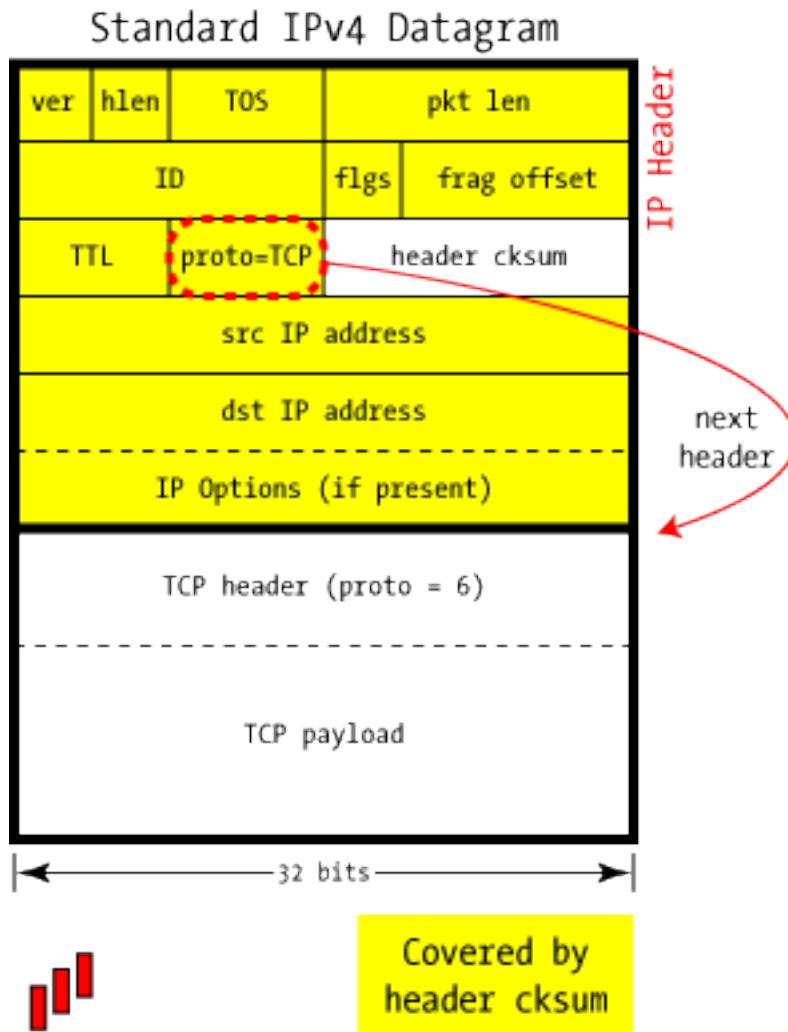 Standard IPv4 Datagram
ver hlen TOS pkt len
IP Header
ID flgs frag offset
TTL proto=TCP header cksum
src IP address
dst IP address
next
header
IP Options (if present)
TCP header (proto = 6)
TCP payload
32 bits
Covered by
header cksum